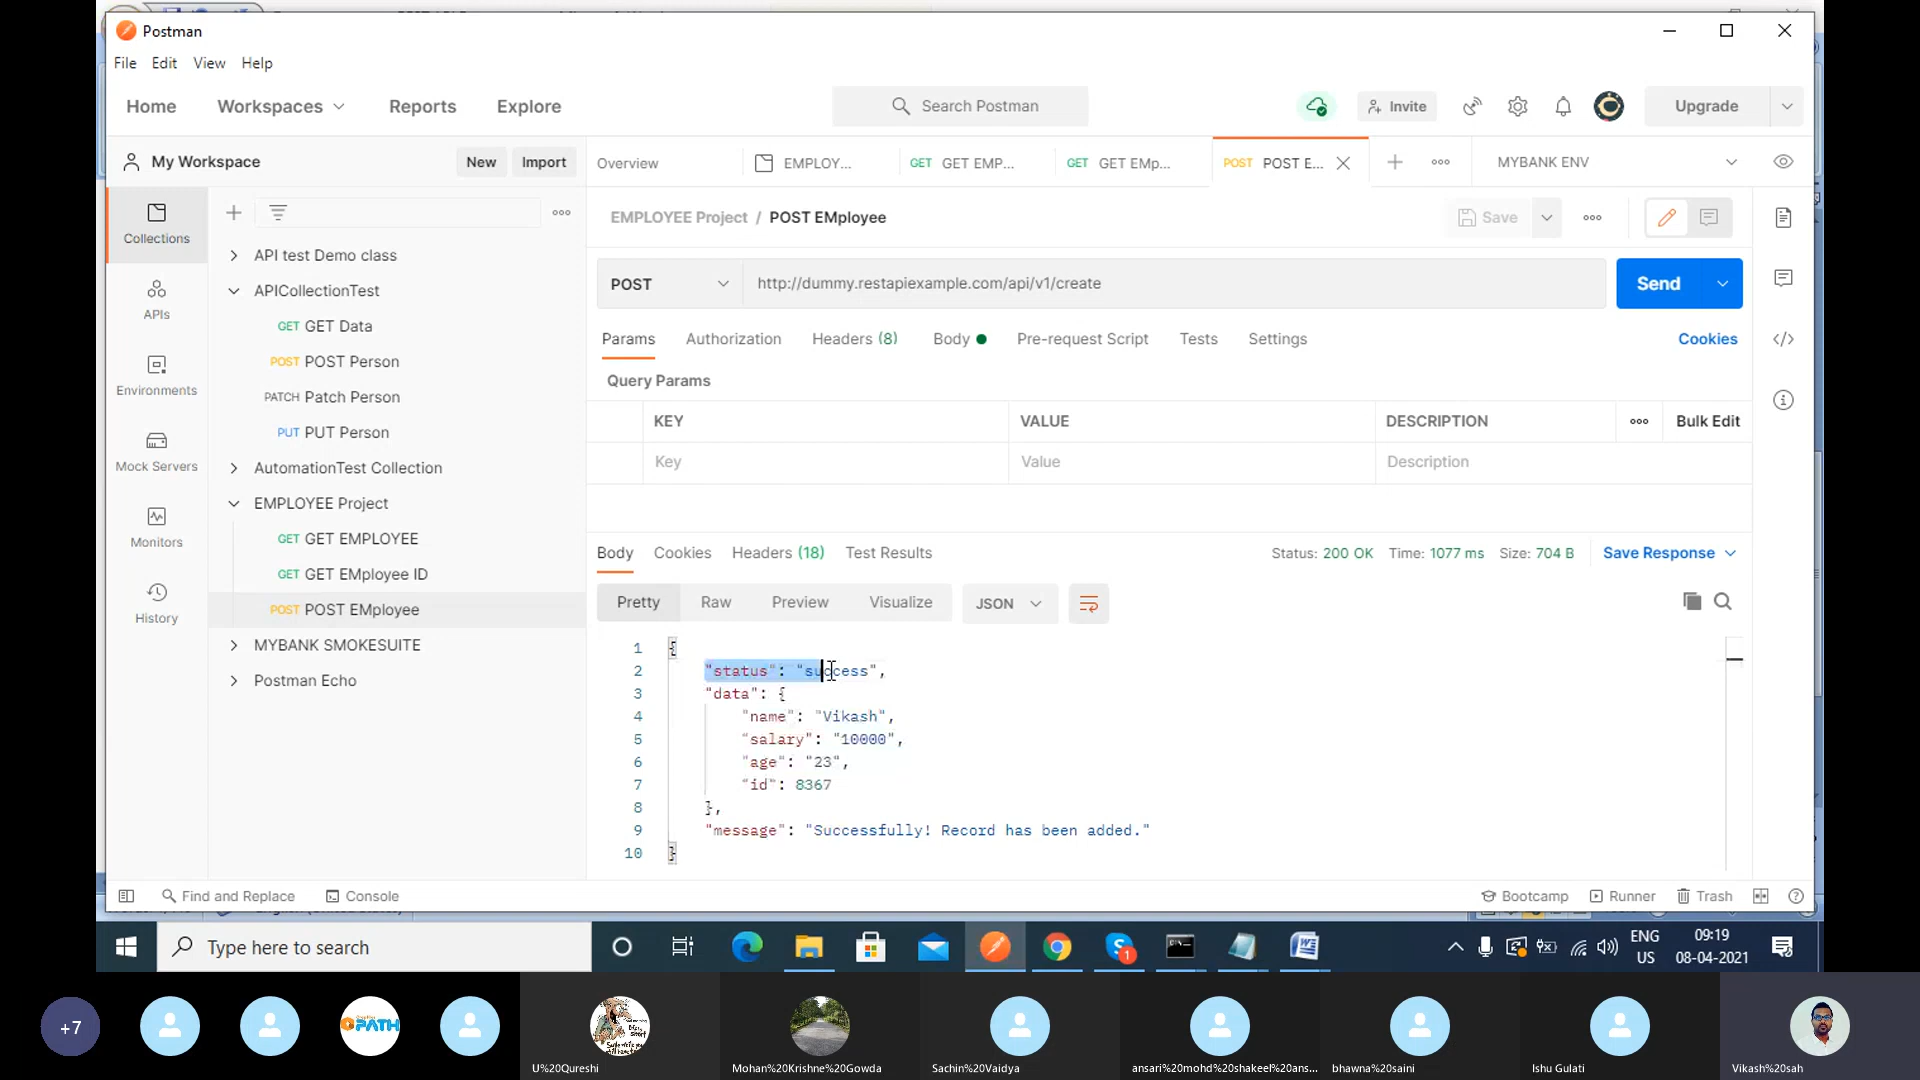 Postman
File Edit View Help
Home Workspaces Reports Explore Search Postman Invite Upgrade
My Workspace New Import Overview EMPLOY... GET GET EMP... GET GET EMp... POST POST E... MYBANK ENV
Collections
APIs
Environments
Mock Servers
Monitors
History
API test Demo class
APICollectionTest
GET GET Data
POST POST Person
PATCH Patch Person
PUT PUT Person
AutomationTest Collection
EMPLOYEE Project
GET GET EMPLOYEE
GET GET EMployee ID
POST POST EMployee
MYBANK SMOKESUITE
Postman Echo
EMPLOYEE Project / POST EMployee Save
POST http://dummy.restapiexample.com/api/v1/create Send
Params Authorization Headers (8) Body Pre-request Script Tests Settings Cookies
Query Params
KEY VALUE DESCRIPTION Bulk Edit
Key Value Description
Body Cookies Headers (18) Test Results Status: 200 OK Time: 1077 ms Size: 704 B Save Response
Pretty Raw Preview Visualize JSON
1 {
2 "status": "success",
3 "data": {
4 "name": "Vikash",
5 "salary": "10000",
6 "age": "23",
7 "id": 8367
8 },
9 "message": "Successfully! Record has been added."
10 }
Find and Replace Console Bootcamp Runner Trash
Type here to search
1
ENG
US
09:19
08-04-2021
+7
PATH
U%20Qureshi
Mohan%20Krishne%20Gowda
Sachin%20Vaidya
ansari%20mohd%20shakeel%20ans...
bhawna%20saini
Ishu Gulati
Vikash%20sah